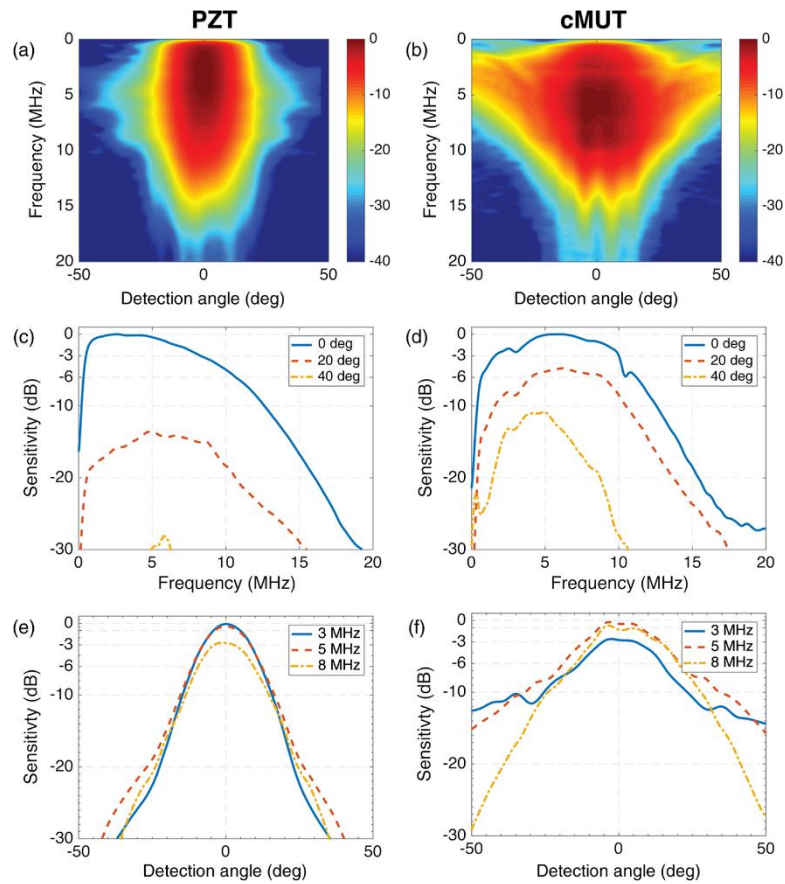 PZT
cMUT
(a)
0
5
10
15
20
Frequency (MHz)
-50
0
50
Detection angle (deg)
0
-10
-20
-30
-40
(b)
0
5
10
15
20
Frequency (MHz)
-50
0
50
Detection angle (deg)
0
-10
-20
-30
-40
(c)
0
-3
-6
-10
-20
-30
Sensitivity (dB)
0 deg
20 deg
40 deg
0
5
10
15
20
Frequency (MHz)
(d)
0
-3
-6
-10
-20
-30
Sensitivity (dB)
0 deg
20 deg
40 deg
0
5
10
15
20
Frequency (MHz)
(e)
0
-3
-6
-10
-20
-30
Sensitivty (dB)
3 MHz
5 MHz
8 MHz
-50
0
50
Detection angle (deg)
(f)
0
-3
-6
-10
-20
-30
Sensitivity (dB)
3 MHz
5 MHz
8 MHz
-50
0
50
Detection angle (deg)